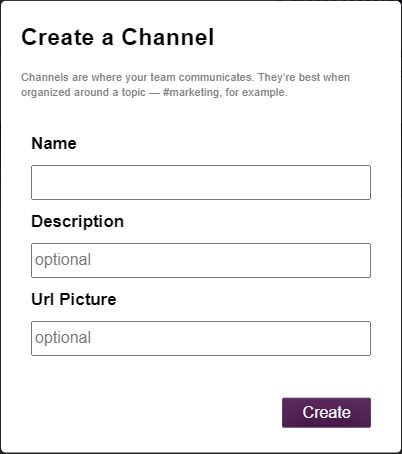 Create a Channel
Channels are where your team communicates. They're best when
organized around a topic — #marketing, for example.
Name
Description
optional
Url Picture
optional
Create